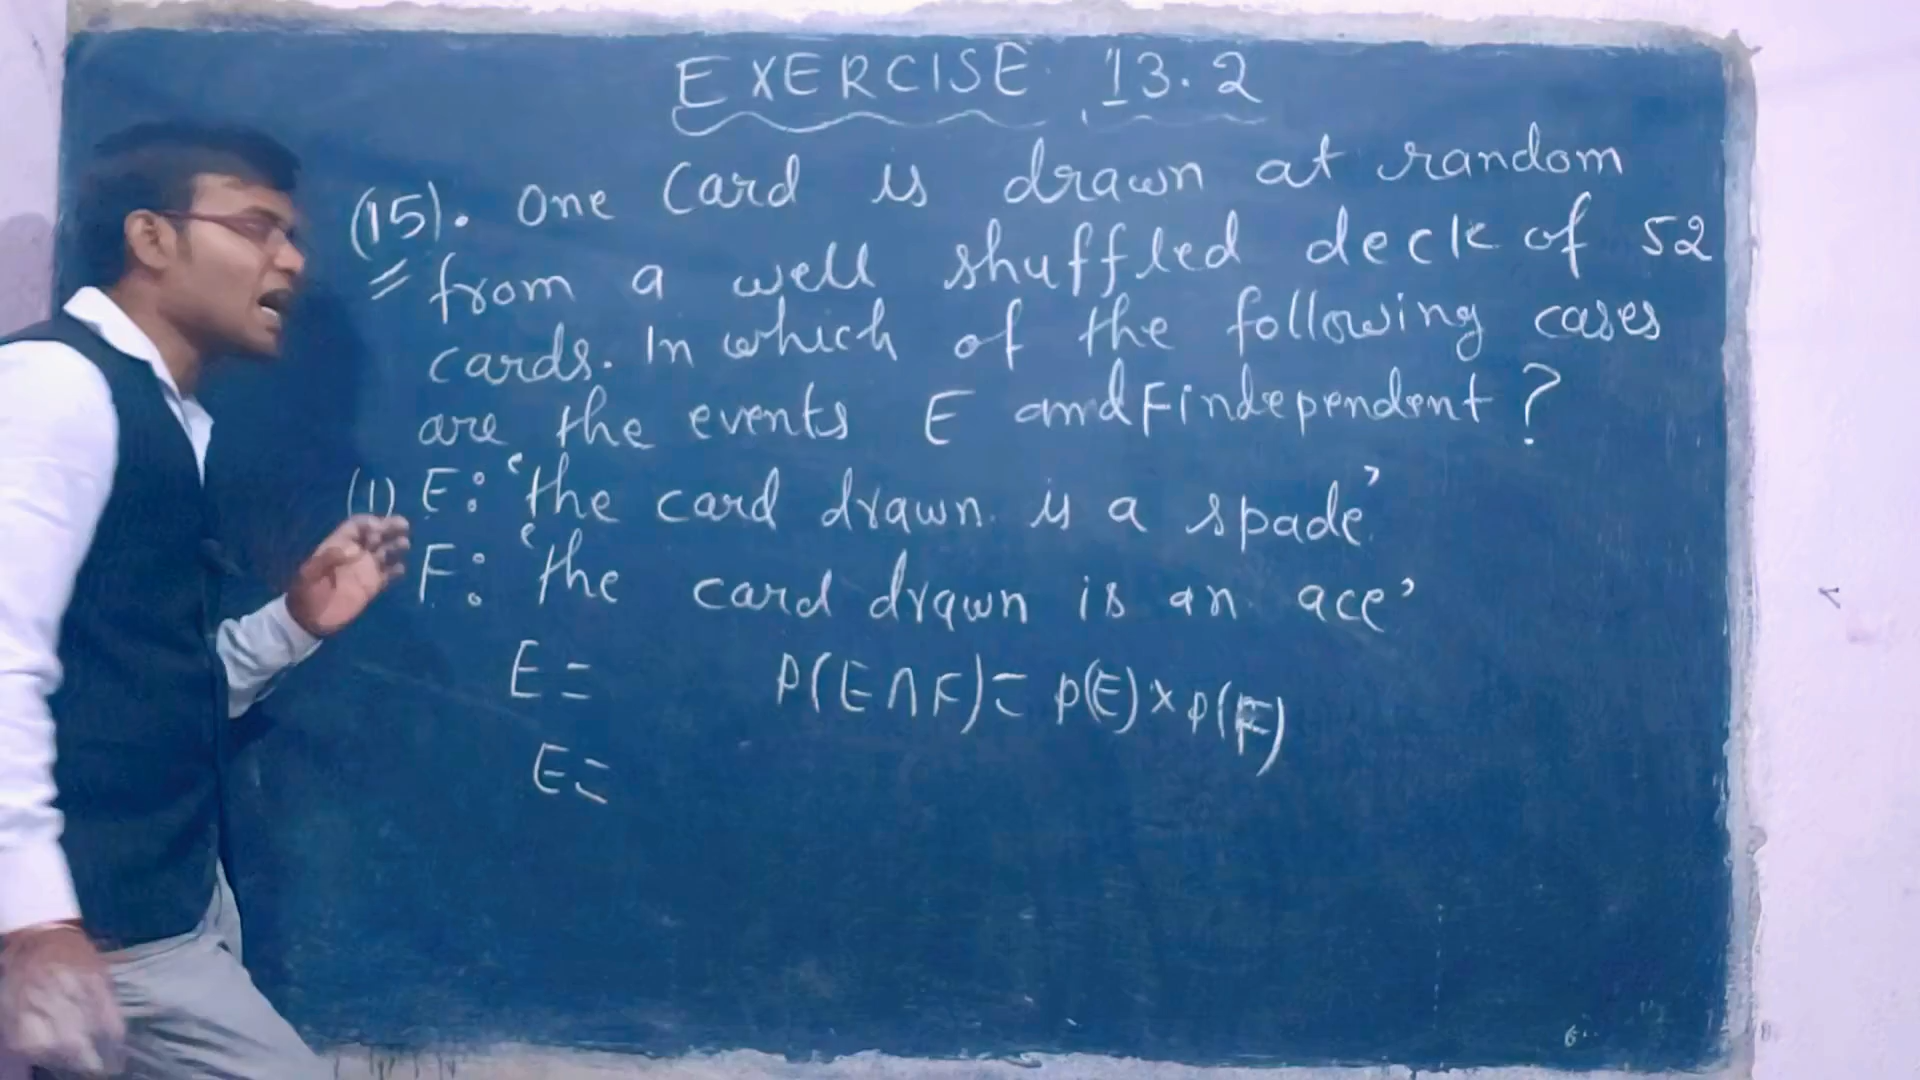 EXERCISE 13.2
(15). One Card is drawn at random
from a well shuffled deck of 52
cards. In which of the following cases
are the events E and F independent?
(1) E: 'the card drawn is a spade'
F: 'the card drawn is an ace'
E = P(E∩F) = P(E) × P(F)
E =